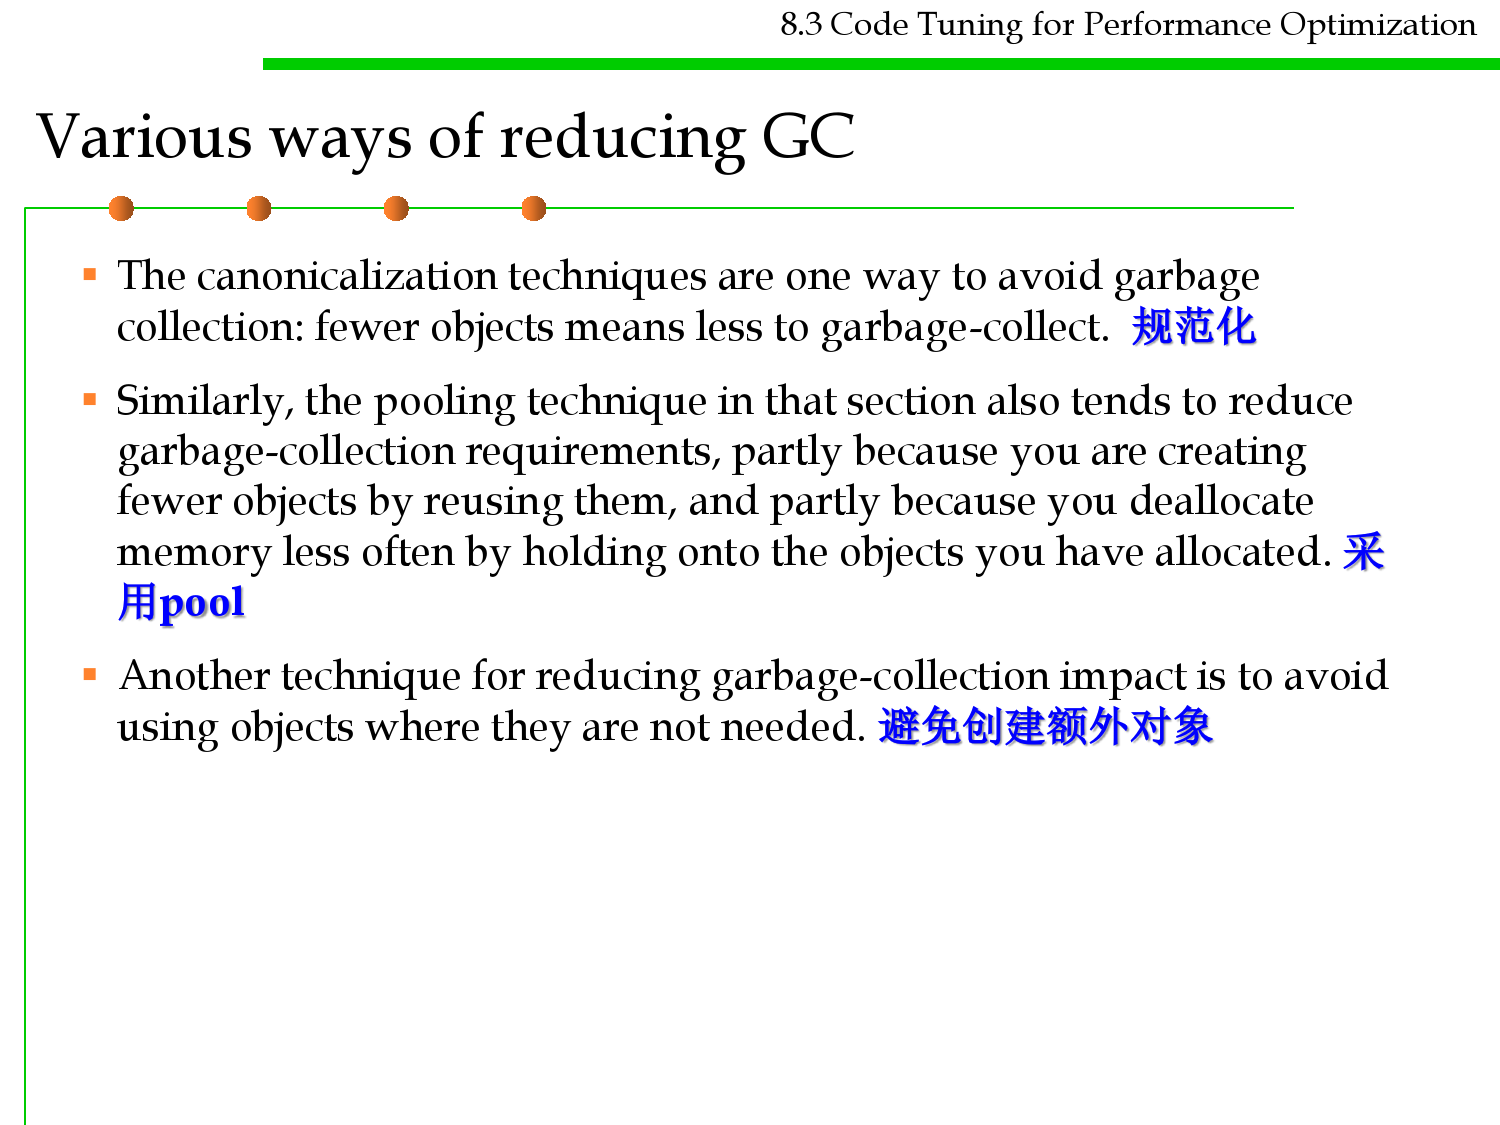 8.3 Code Tuning for Performance Optimization
Various ways of reducing GC
▪ The canonicalization techniques are one way to avoid garbage
collection: fewer objects means less to garbage-collect. 规范化
▪ Similarly, the pooling technique in that section also tends to reduce
garbage-collection requirements, partly because you are creating
fewer objects by reusing them, and partly because you deallocate
memory less often by holding onto the objects you have allocated. 采
用pool
▪ Another technique for reducing garbage-collection impact is to avoid
using objects where they are not needed. 避免创建额外对象